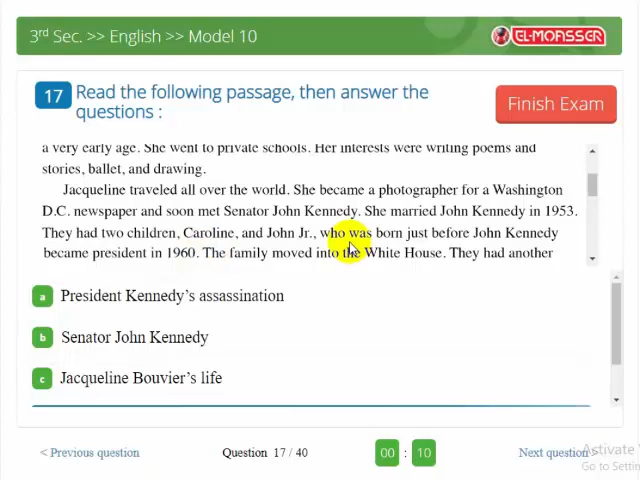 3rd Sec. >> English >> Model 10
EL-MOASSER
17
Read the following passage, then answer the
questions :
Finish Exam
a very early age. She went to private schools. Her interests were writing poems and
stories, ballet, and drawing.
Jacqueline traveled all over the world. She became a photographer for a Washington
D.C. newspaper and soon met Senator John Kennedy. She married John Kennedy in 1953.
They had two children, Caroline, and John Jr., who was born just before John Kennedy
became president in 1960. The family moved into the White House. They had another
a President Kennedy's assassination
b Senator John Kennedy
c Jacqueline Bouvier's life
< Previous question
Question 17 / 40
00 : 10
Next question >
Activate
Go to Settin